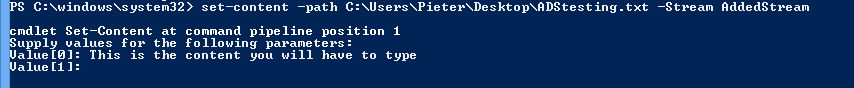 PS C:\windows\system32> set-content -path C:\Users\Pieter\Desktop\ADStesting.txt -Stream AddedStream
cmdlet Set-Content at command pipeline position 1
Supply values for the following parameters:
Value[0]: This is the content you will have to type
Value[1]: